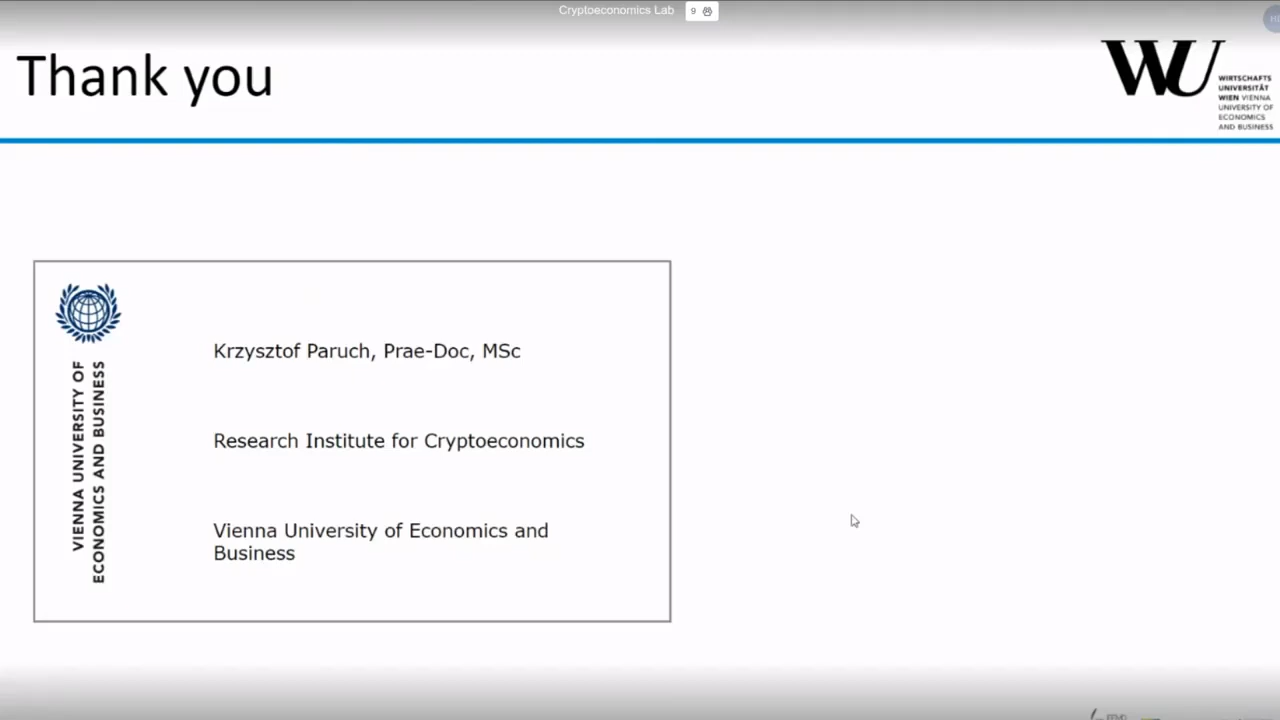 Cryptoeconomics Lab 9
Thank you
WU
WIRTSCHAFTS
UNIVERSITÄT
WIEN VIENNA
UNIVERSITY OF
ECONOMICS
AND BUSINESS
VIENNA UNIVERSITY OF
ECONOMICS AND BUSINESS
Krzysztof Paruch, Prae-Doc, MSc
Research Institute for Cryptoeconomics
Vienna University of Economics and
Business